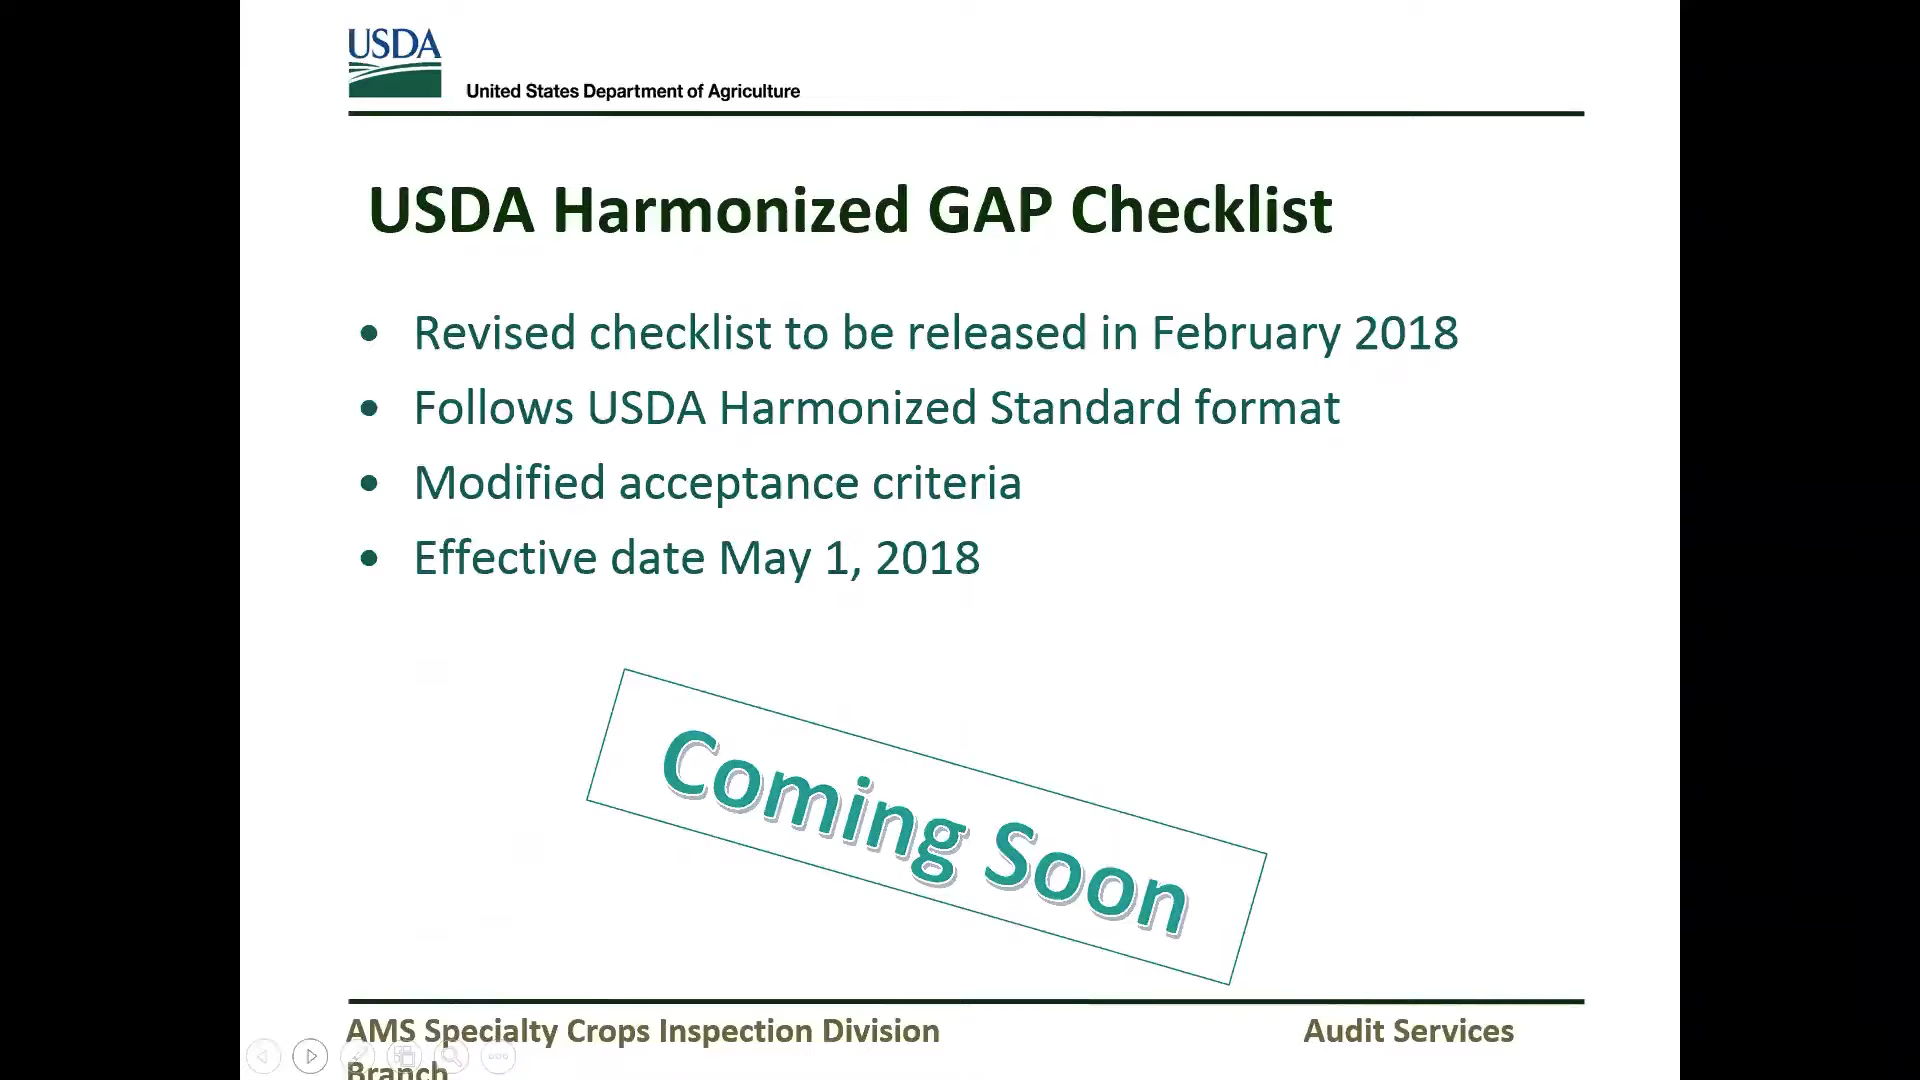 USDA
United States Department of Agriculture
USDA Harmonized GAP Checklist
• Revised checklist to be released in February 2018
• Follows USDA Harmonized Standard format
• Modified acceptance criteria
• Effective date May 1, 2018
Coming Soon
AMS Specialty Crops Inspection Division Audit Services
Branch